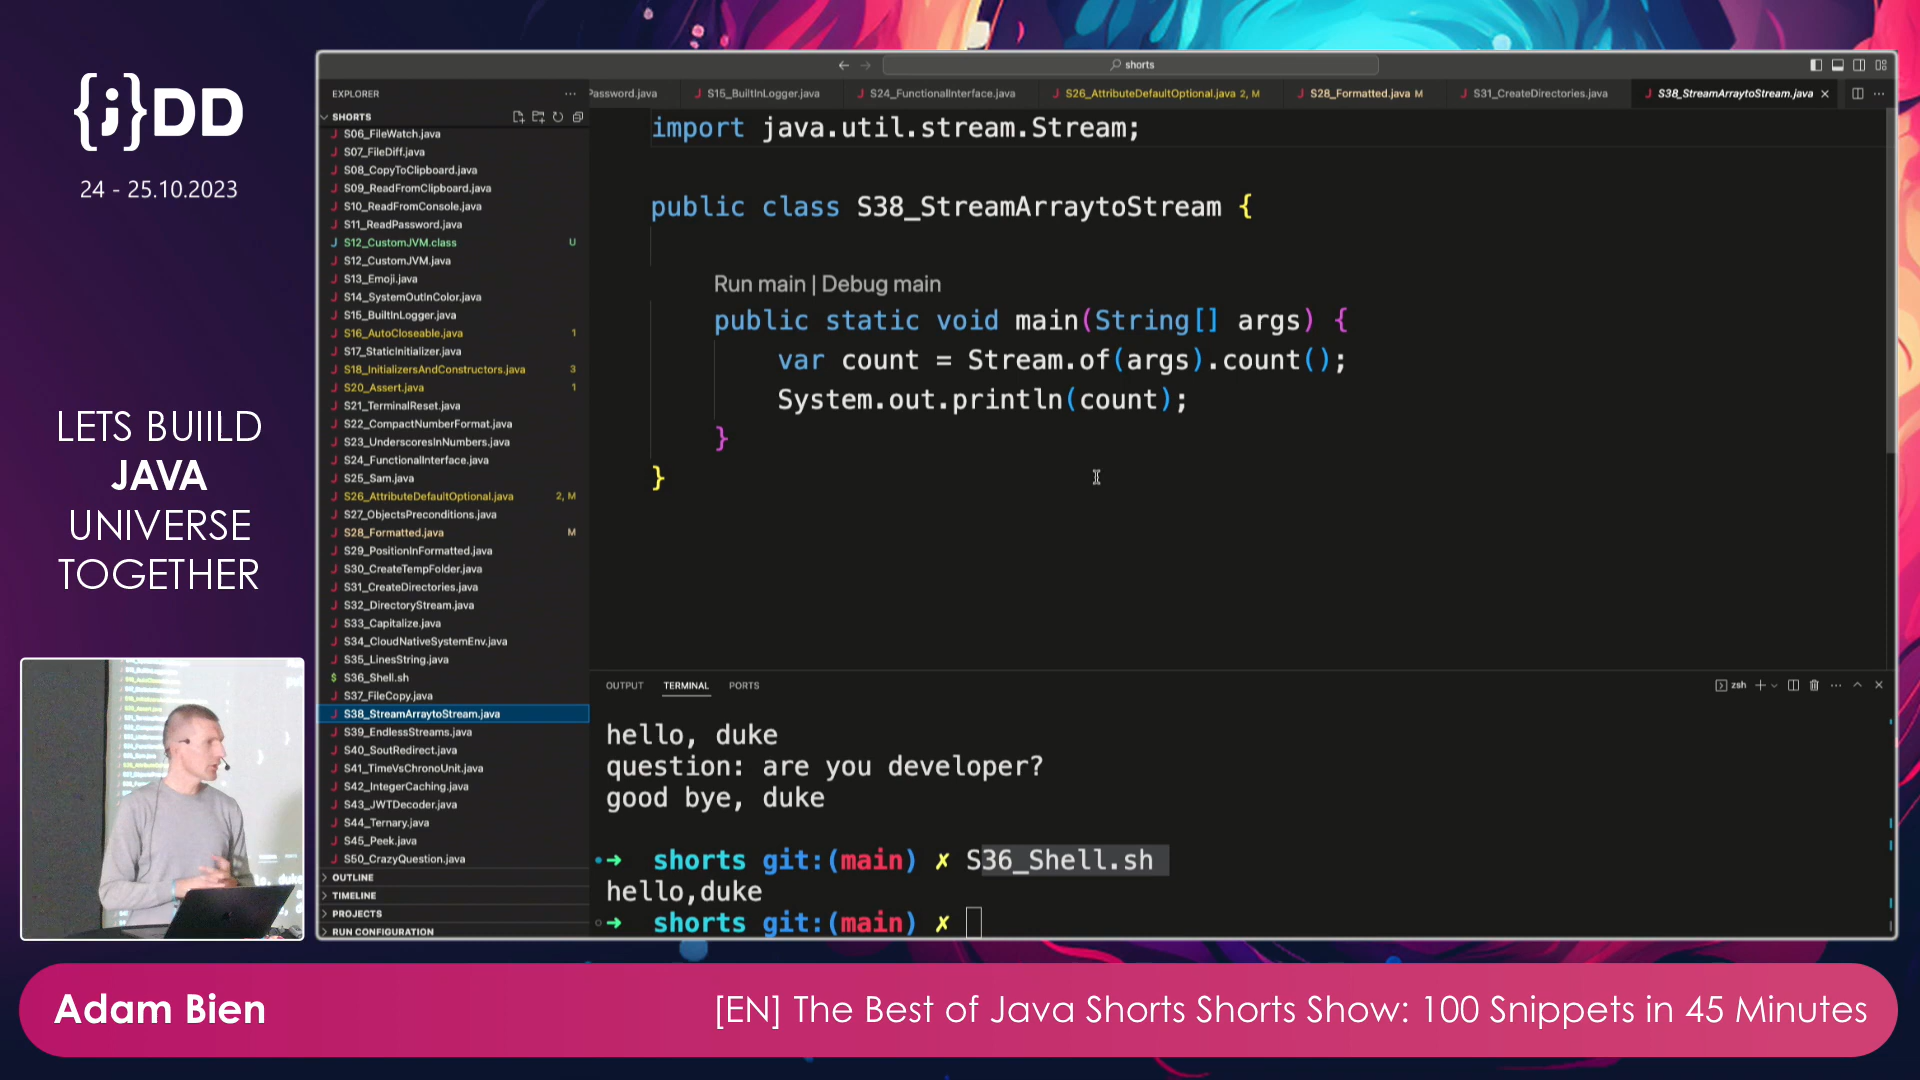 {;}DD
24 - 25.10.2023
LETS BUIILD
JAVA
UNIVERSE
TOGETHER
shorts
EXPLORER
SHORTS
S06_FileWatch.java
S07_FileDiff.java
S08_CopyToClipboard.java
S09_ReadFromClipboard.java
S10_ReadFromConsole.java
S11_ReadPassword.java
S12_CustomJVM.class U
S12_CustomJVM.java
S13_Emoji.java
S14_SystemOutInColor.java
S15_BuiltInLogger.java
S16_AutoCloseable.java 1
S17_StaticInitializer.java
S18_InitializersAndConstructors.java 3
S20_Assert.java 1
S21_TerminalReset.java
S22_CompactNumberFormat.java
S23_UnderscoresInNumbers.java
S24_FunctionalInterface.java
S25_Sam.java
S26_AttributeDefaultOptional.java 2, M
S27_ObjectsPreconditions.java
S28_Formatted.java M
S29_PositionInFormatted.java
S30_CreateTempFolder.java
S31_CreateDirectories.java
S32_DirectoryStream.java
S33_Capitalize.java
S34_CloudNativeSystemEnv.java
S35_LinesString.java
$ S36_Shell.sh
S37_FileCopy.java
S38_StreamArraytoStream.java
S39_EndlessStreams.java
S40_SoutRedirect.java
S41_TimeVsChronoUnit.java
S42_IntegerCaching.java
S43_JWTDecoder.java
S44_Ternary.java
S45_Peek.java
S50_CrazyQuestion.java
OUTLINE
TIMELINE
PROJECTS
RUN CONFIGURATION
Password.java S15_BuiltInLogger.java S24_FunctionalInterface.java S26_AttributeDefaultOptional.java 2, M S28_Formatted.java M S31_CreateDirectories.java S38_StreamArraytoStream.java
import java.util.stream.Stream;
public class S38_StreamArraytoStream {
Run main | Debug main
public static void main(String[] args) {
var count = Stream.of(args).count();
System.out.println(count);
}
}
OUTPUT TERMINAL PORTS
zsh
hello, duke
question: are you developer?
good bye, duke
➜ shorts git:(main) ✗ S36_Shell.sh
hello,duke
➜ shorts git:(main) ✗
Adam Bien
[EN] The Best of Java Shorts Shorts Show: 100 Snippets in 45 Minutes